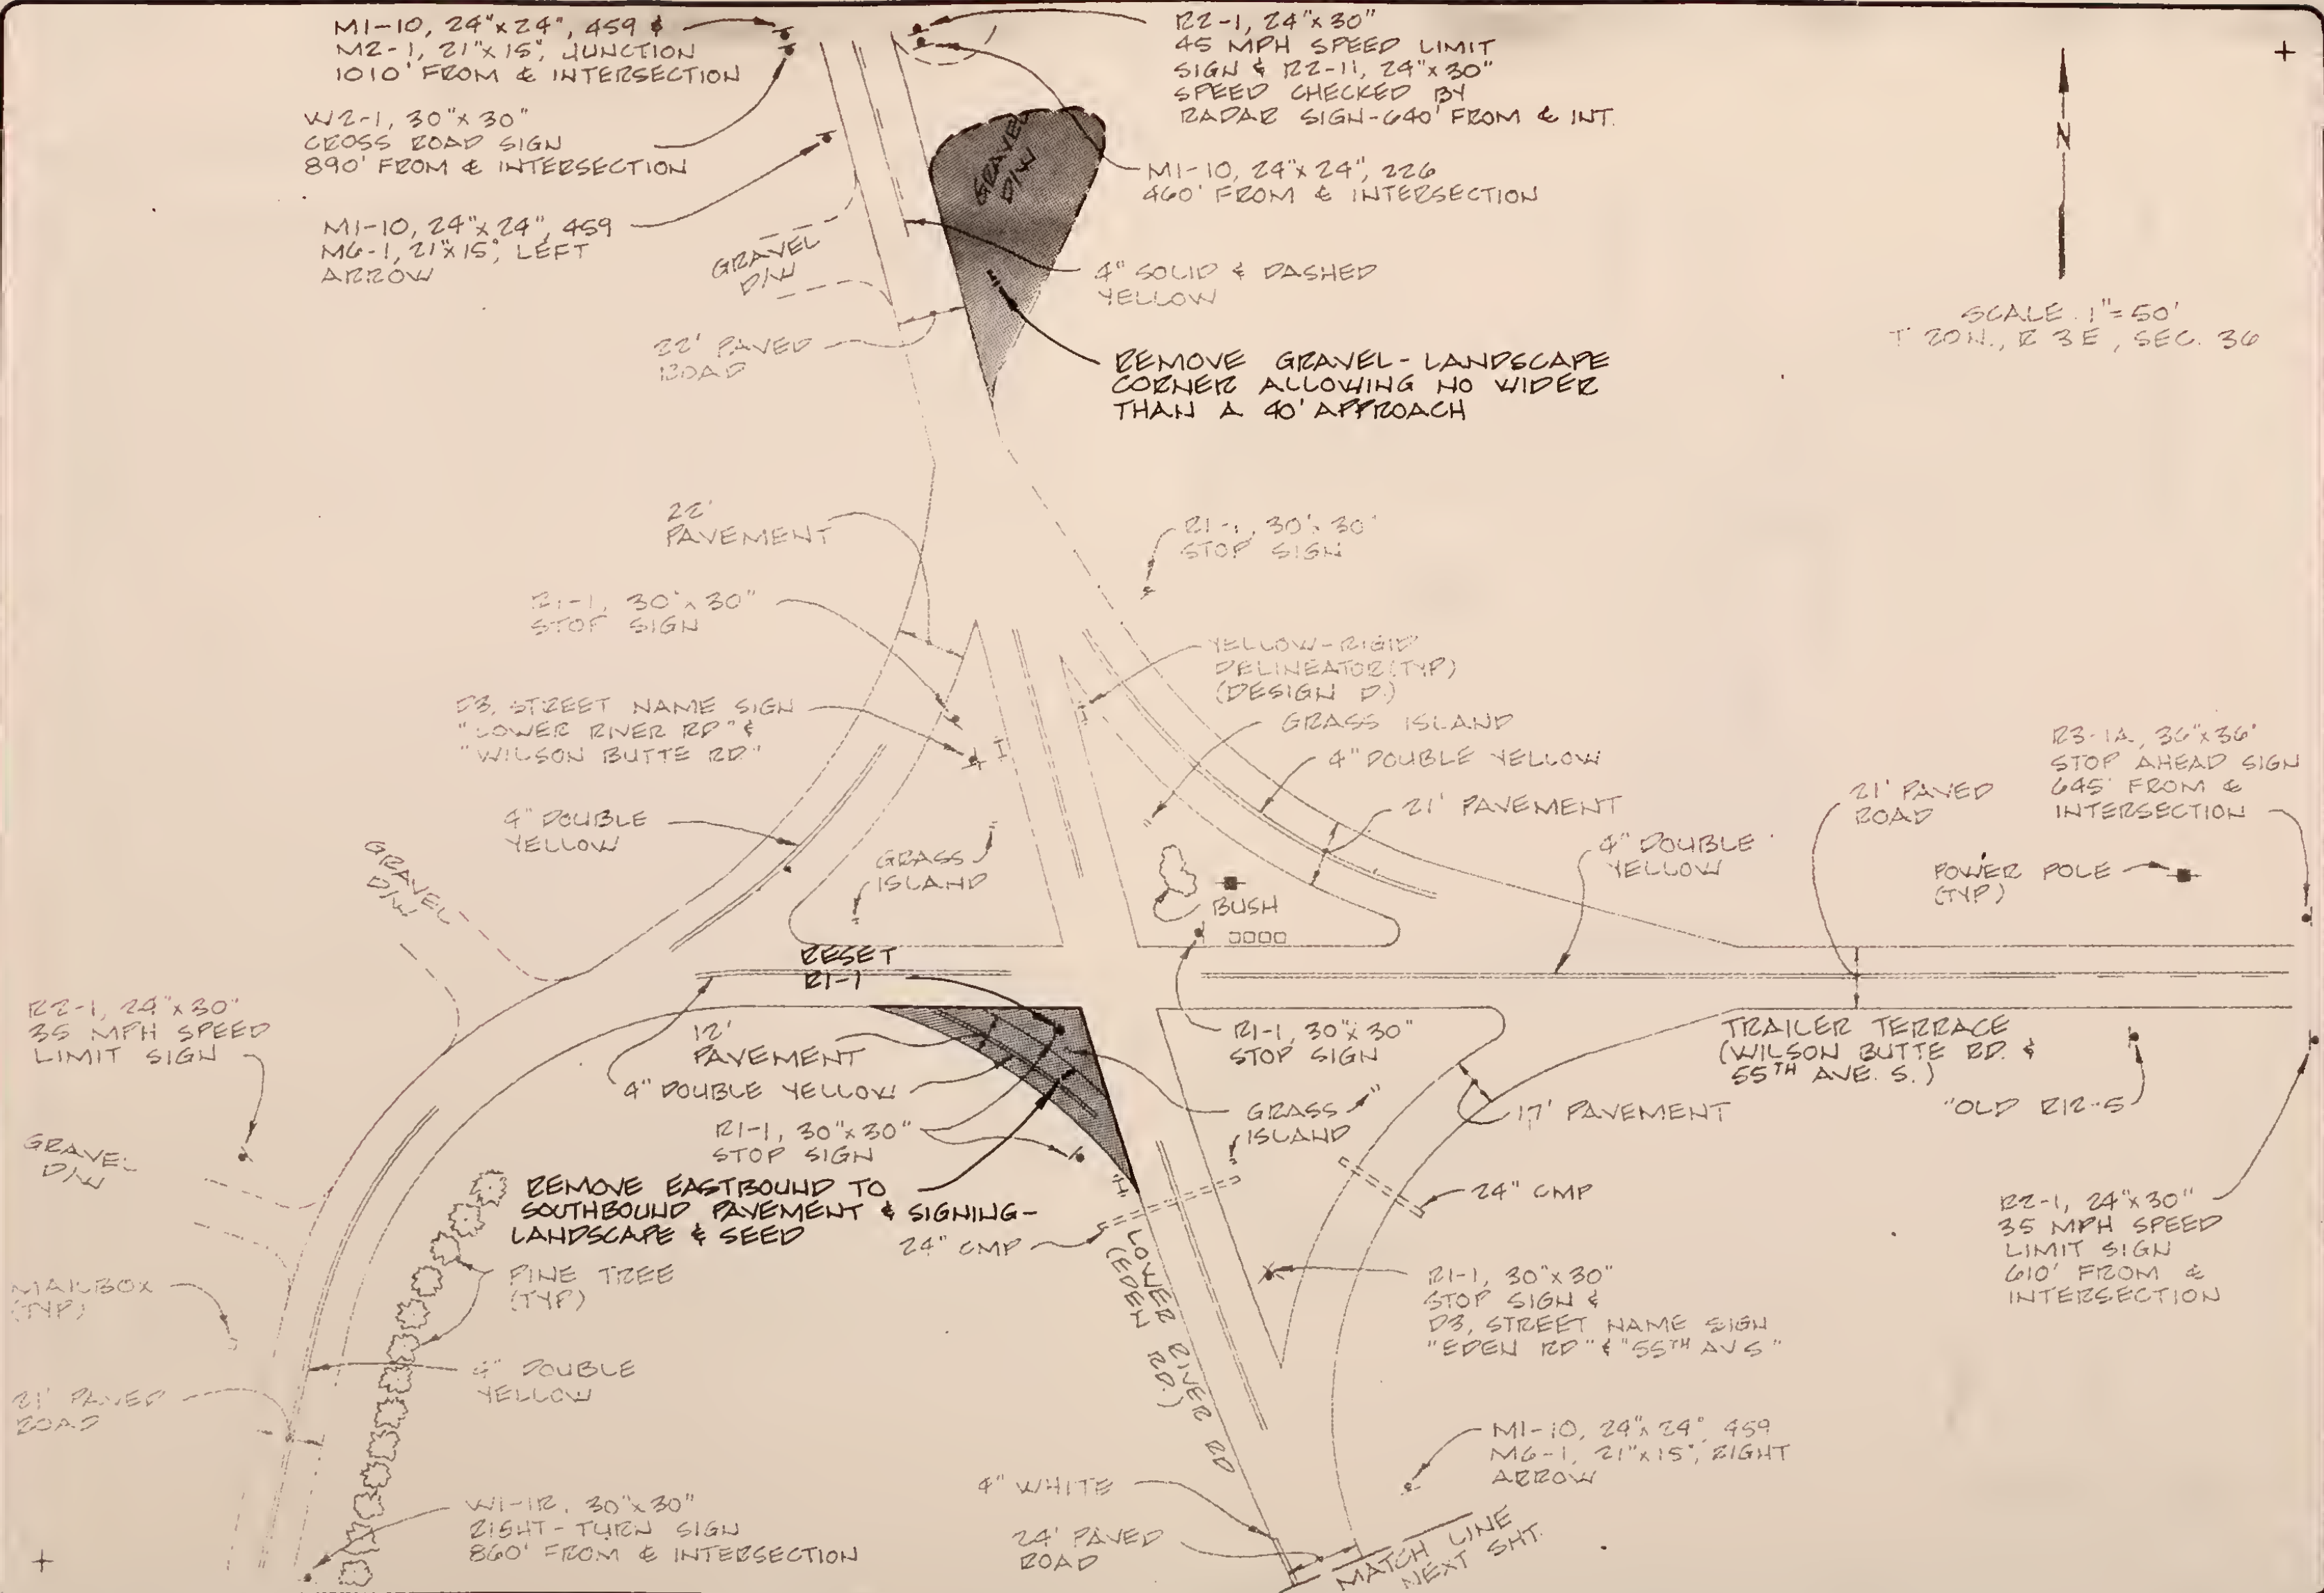 M1-10, 24"x24", 459 &
M2-1, 21"x15", JUNCTION
1010' FROM ℄ INTERSECTION
R2-1, 24"x30"
45 MPH SPEED LIMIT
SIGN & R2-11, 24"x30"
SPEED CHECKED BY
RADAR SIGN-640' FROM ℄ INT.
W2-1, 30"x30"
CROSS ROAD SIGN
890' FROM ℄ INTERSECTION
GRAVEL
D/W
N
M1-10, 24"x24", 226
460' FROM ℄ INTERSECTION
M1-10, 24"x24", 459
M6-1, 21"x15", LEFT
ARROW
GRAVEL
D/W
4" SOLID & DASHED
YELLOW
SCALE 1"=50'
T 20N., R 3E, SEC. 36
22' PAVED
ROAD
REMOVE GRAVEL-LANDSCAPE
CORNER ALLOWING NO WIDER
THAN A 40' APPROACH
22'
PAVEMENT
R1-1, 30"x30"
STOP SIGN
R1-1, 30"x30"
STOP SIGN
YELLOW-RIGID
DELINEATOR (TYP)
(DESIGN D.)
D3, STREET NAME SIGN
"LOWER RIVER RD" &
"WILSON BUTTE RD"
GRASS ISLAND
4" DOUBLE YELLOW
21' PAVEMENT
R3-1A, 36"x36"
STOP AHEAD SIGN
645' FROM ℄
INTERSECTION
21' PAVED
ROAD
4" DOUBLE
YELLOW
4" DOUBLE
YELLOW
GRASS
ISLAND
GRAVEL
D/W
POWER POLE
(TYP)
BUSH
RESET
R1-1
R2-1, 24"x30"
35 MPH SPEED
LIMIT SIGN
12'
PAVEMENT
4" DOUBLE YELLOW
R1-1, 30"x30"
STOP SIGN
TRAILER TERRACE
(WILSON BUTTE RD. &
55TH AVE. S.)
"OLD R12-5
GRASS
ISLAND
17' PAVEMENT
R1-1, 30"x30"
STOP SIGN
GRAVEL
D/W
REMOVE EASTBOUND TO
SOUTHBOUND PAVEMENT & SIGNING-
LANDSCAPE & SEED
24" CMP
24" CMP
R2-1, 24"x30"
35 MPH SPEED
LIMIT SIGN
610' FROM ℄
INTERSECTION
LOWER RIVER RD
(EDEN RD.)
MAILBOX
(TYP)
PINE TREE
(TYP)
R1-1, 30"x30"
STOP SIGN &
D3, STREET NAME SIGN
"EDEN RD" & "55TH AV S"
4" DOUBLE
YELLOW
21' PAVED
ROAD
M1-10, 24"x24", 459
M6-1, 21"x15", RIGHT
ARROW
4" WHITE
W1-1R, 30"x30"
RIGHT-TURN SIGN
860' FROM ℄ INTERSECTION
24' PAVED
ROAD
MATCH LINE
NEXT SHT.